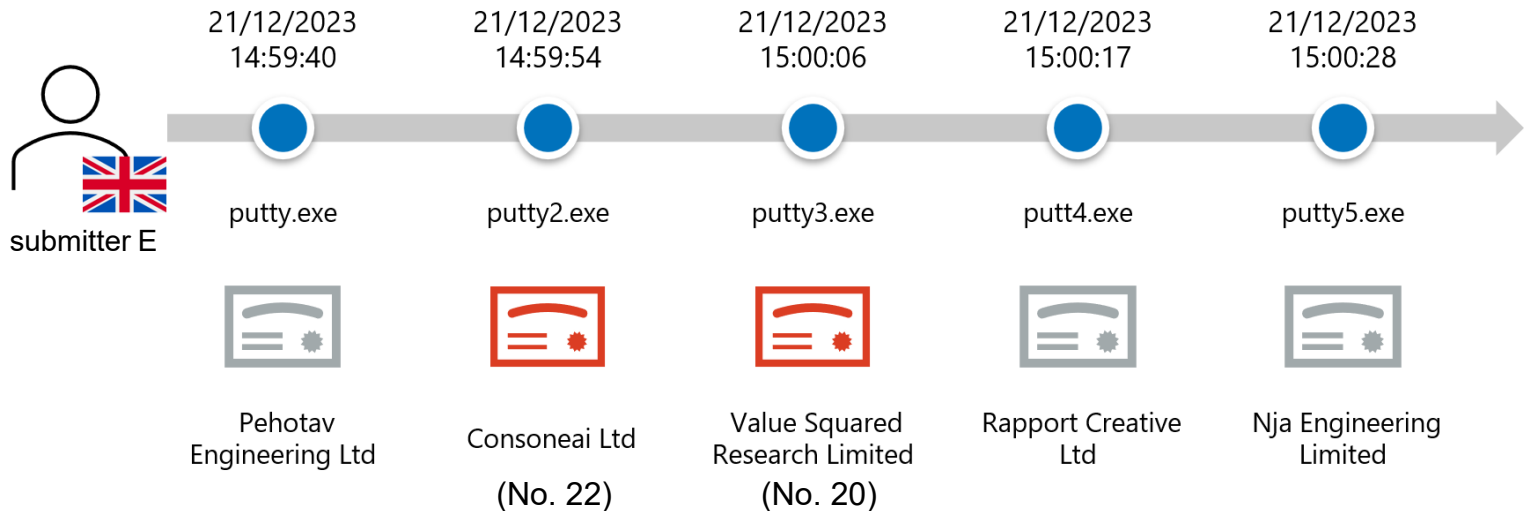 21/12/2023
14:59:40
21/12/2023
14:59:54
21/12/2023
15:00:06
21/12/2023
15:00:17
21/12/2023
15:00:28
submitter E
putty.exe
putty2.exe
putty3.exe
putt4.exe
putty5.exe
Pehotav
Engineering Ltd
Consoneai Ltd
(No. 22)
Value Squared
Research Limited
(No. 20)
Rapport Creative
Ltd
Nja Engineering
Limited